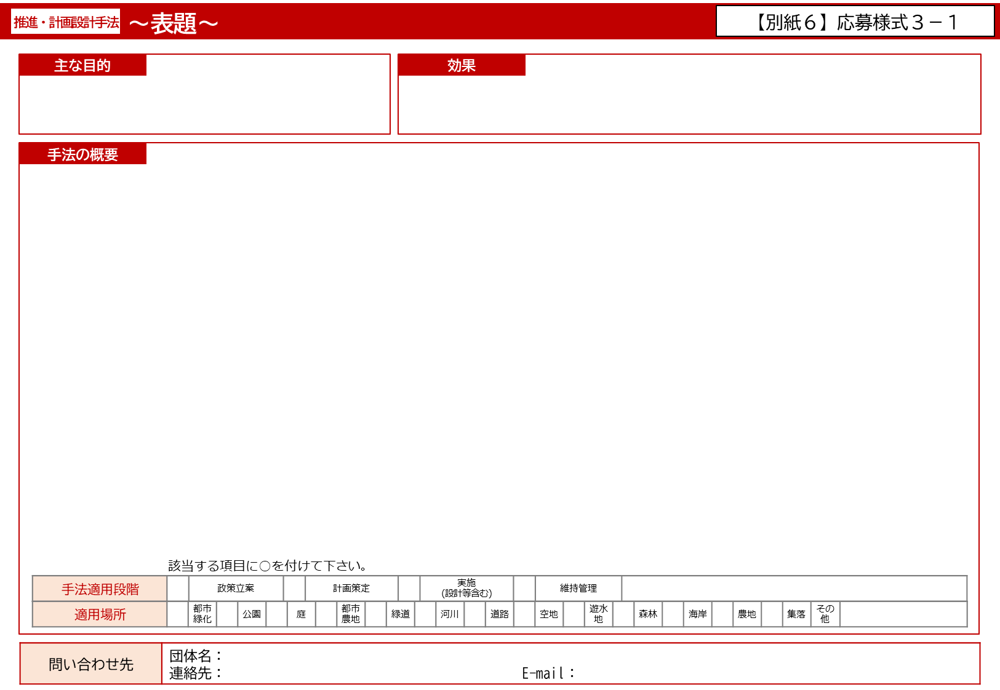 推進・計画設計手法 ～表題～
【別紙６】応募様式３－１
主な目的
効果
手法の概要
該当する項目に○を付けて下さい。
手法適用段階
政策立案
計画策定
実施
(設計等含む)
維持管理
適用場所
都市
緑化
公園
庭
都市
農地
緑道
河川
道路
空地
遊水
地
森林
海岸
農地
集落
その
他
問い合わせ先
団体名：
連絡先： E-mail：